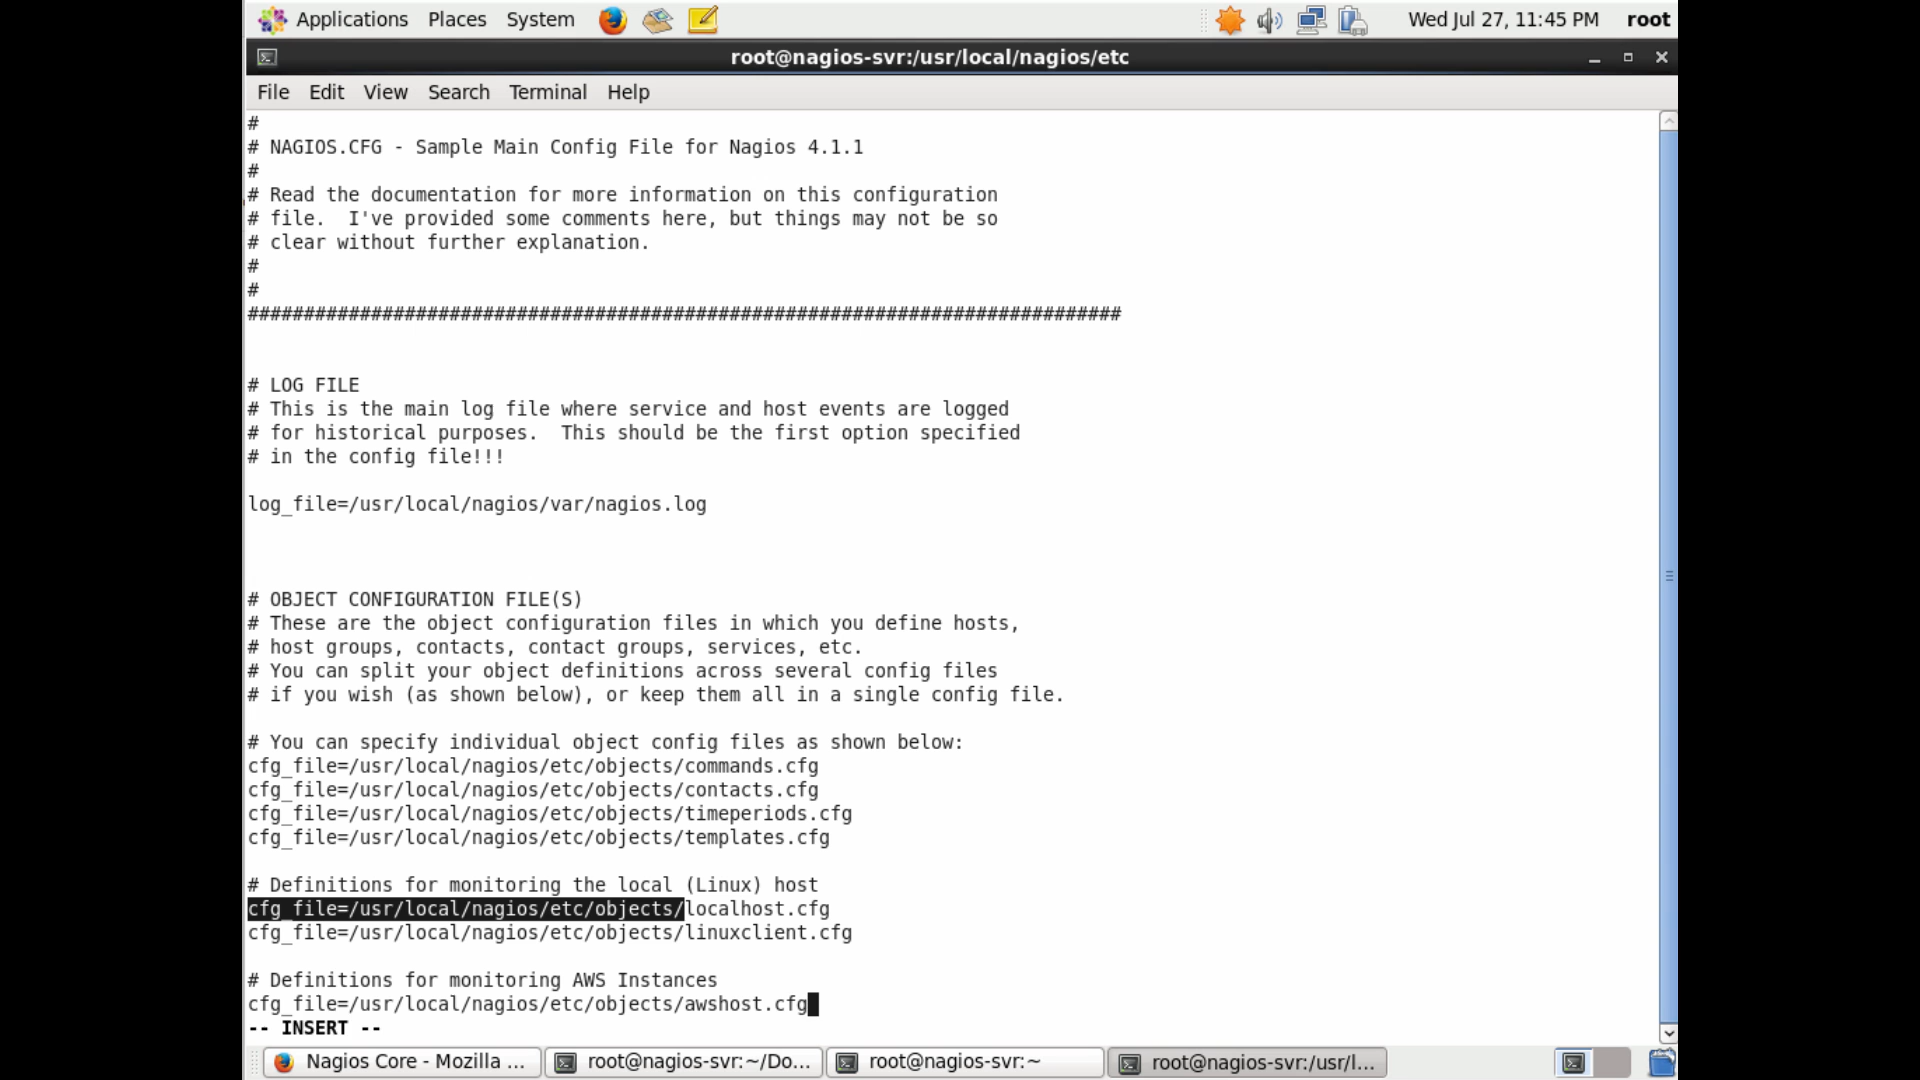 Applications Places System Wed Jul 27, 11:45 PM root
root@nagios-svr:/usr/local/nagios/etc
File Edit View Search Terminal Help
#
# NAGIOS.CFG - Sample Main Config File for Nagios 4.1.1
#
# Read the documentation for more information on this configuration
# file.  I've provided some comments here, but things may not be so
# clear without further explanation.
#
#
##############################################################################
# LOG FILE
# This is the main log file where service and host events are logged
# for historical purposes.  This should be the first option specified
# in the config file!!!
log_file=/usr/local/nagios/var/nagios.log
# OBJECT CONFIGURATION FILE(S)
# These are the object configuration files in which you define hosts,
# host groups, contacts, contact groups, services, etc.
# You can split your object definitions across several config files
# if you wish (as shown below), or keep them all in a single config file.
# You can specify individual object config files as shown below:
cfg_file=/usr/local/nagios/etc/objects/commands.cfg
cfg_file=/usr/local/nagios/etc/objects/contacts.cfg
cfg_file=/usr/local/nagios/etc/objects/timeperiods.cfg
cfg_file=/usr/local/nagios/etc/objects/templates.cfg
# Definitions for monitoring the local (Linux) host
cfg_file=/usr/local/nagios/etc/objects/localhost.cfg
cfg_file=/usr/local/nagios/etc/objects/linuxclient.cfg
# Definitions for monitoring AWS Instances
cfg_file=/usr/local/nagios/etc/objects/awshost.cfg
-- INSERT --
Nagios Core - Mozilla ... root@nagios-svr:~/Do... root@nagios-svr:~ root@nagios-svr:/usr/l...